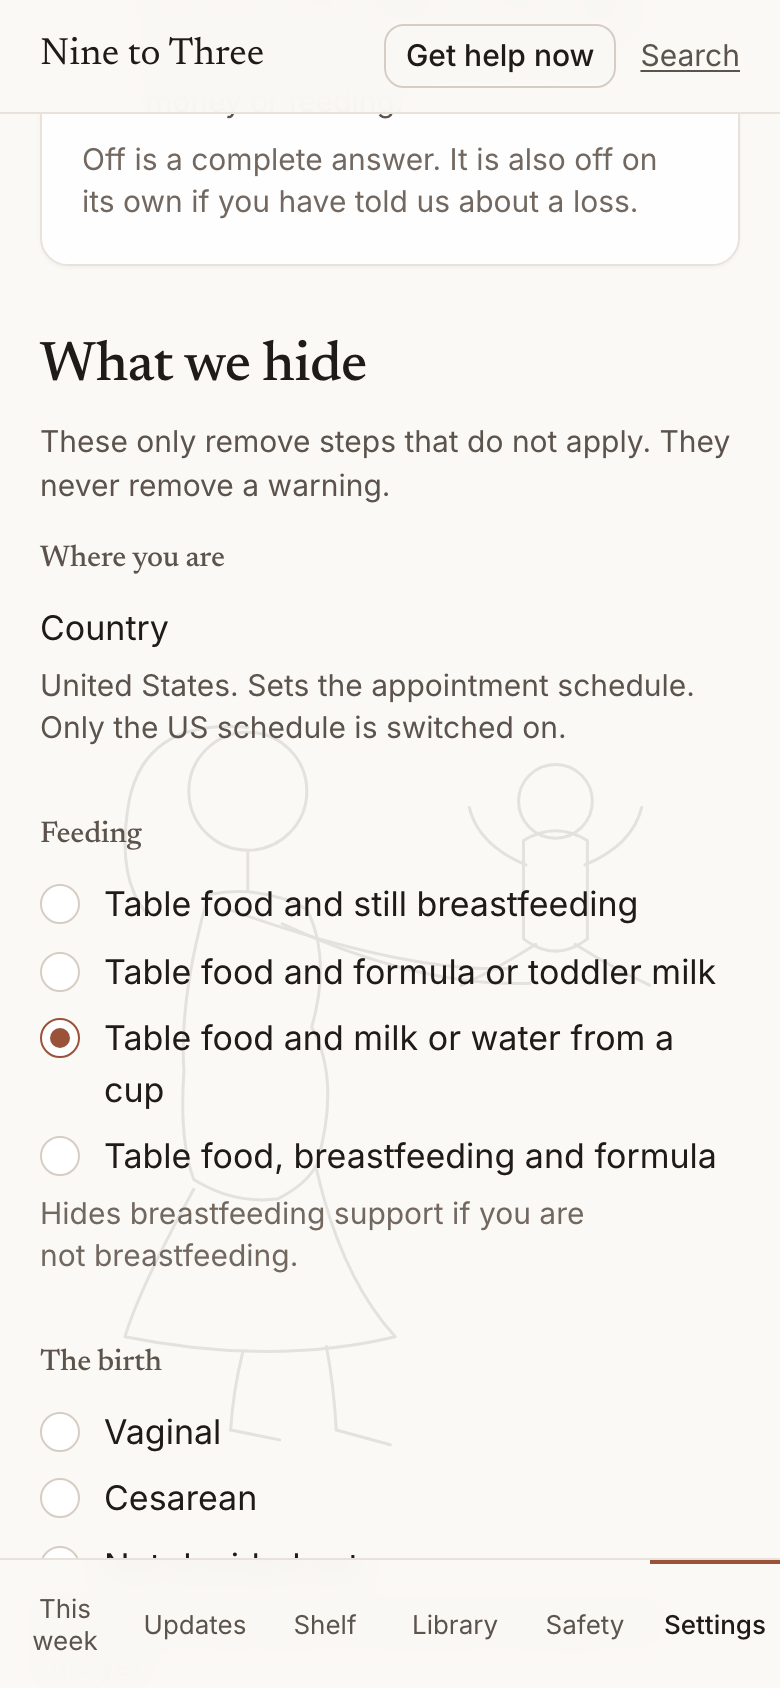 Nine to Three
Get help now
Search
money or feeding.
Off is a complete answer. It is also off on
its own if you have told us about a loss.
What we hide
These only remove steps that do not apply. They
never remove a warning.
Where you are
Country
United States. Sets the appointment schedule.
Only the US schedule is switched on.
Feeding
Table food and still breastfeeding
Table food and formula or toddler milk
Table food and milk or water from a
cup
Table food, breastfeeding and formula
Hides breastfeeding support if you are
not breastfeeding.
The birth
Vaginal
Cesarean
This
week
Updates
Shelf
Library
Safety
Settings